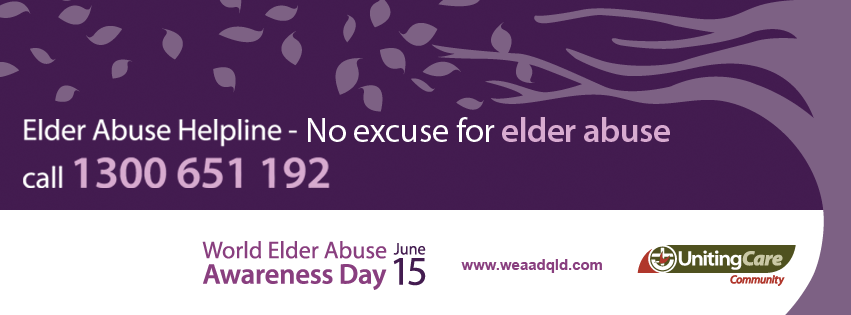 Elder Abuse Helpline - No excuse for elder abuse
call 1300 651 192
World Elder Abuse June
Awareness Day 15
www.weaadqld.com
UnitingCare
Community